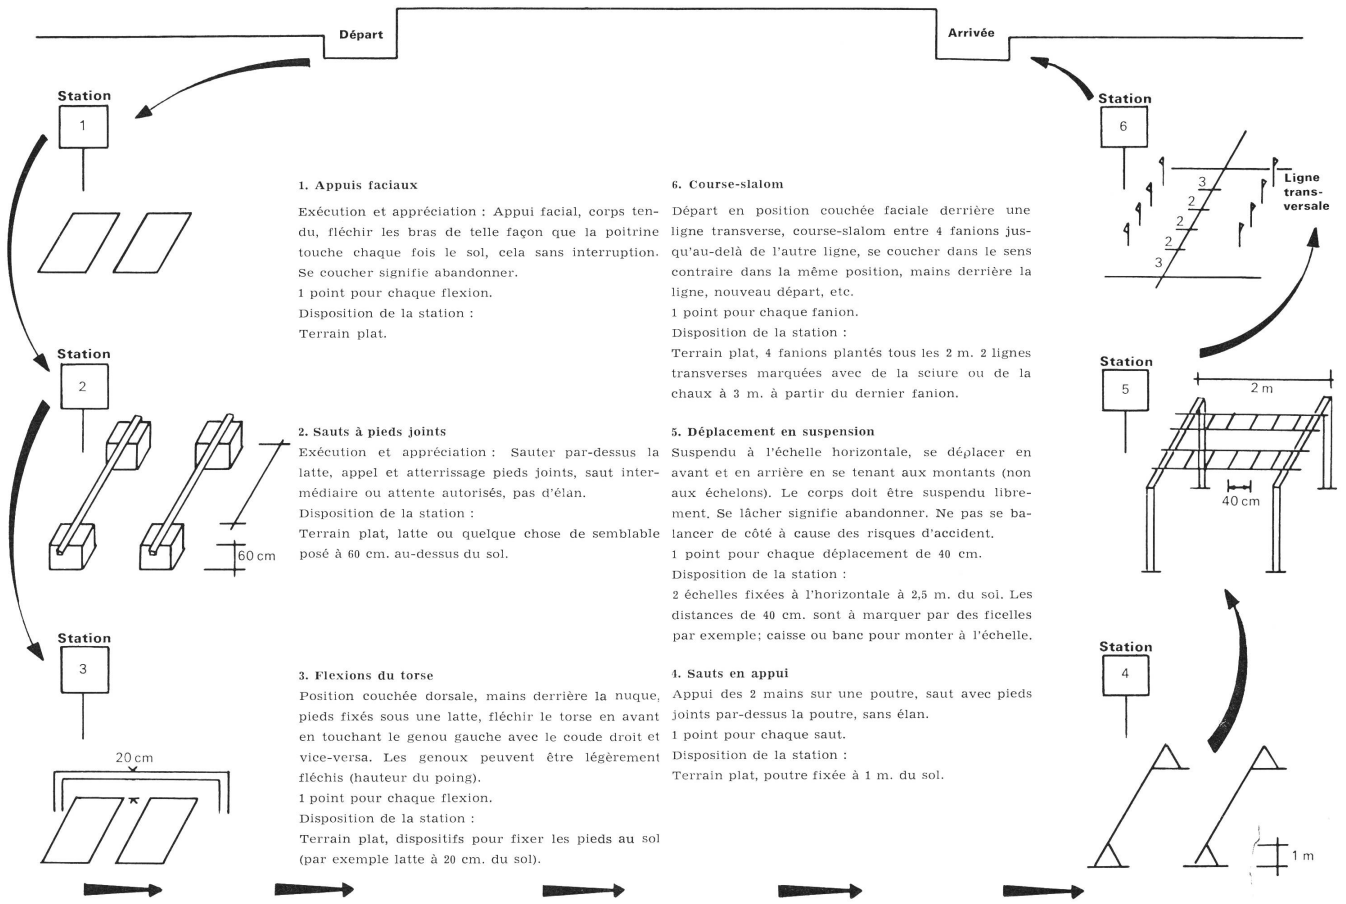 Départ
Arrivée
Station
1
Station
2
60 cm
Station
3
20 cm
1. Appuis faciaux
Exécution et appréciation : Appui facial, corps ten-
du, fléchir les bras de telle façon que la poitrine
touche chaque fois le sol, cela sans interruption.
Se coucher signifie abandonner.
1 point pour chaque flexion.
Disposition de la station :
Terrain plat.
2. Sauts à pieds joints
Exécution et appréciation : Sauter par-dessus la
latte, appel et atterrissage pieds joints, saut inter-
médiaire ou attente autorisés, pas d'élan.
Disposition de la station :
Terrain plat, latte ou quelque chose de semblable
posé à 60 cm. au-dessus du sol.
3. Flexions du torse
Position couchée dorsale, mains derrière la nuque,
pieds fixés sous une latte, fléchir le torse en avant
en touchant le genou gauche avec le coude droit et
vice-versa. Les genoux peuvent être légèrement
fléchis (hauteur du poing).
1 point pour chaque flexion.
Disposition de la station :
Terrain plat, dispositifs pour fixer les pieds au sol
(par exemple latte à 20 cm. du sol).
6. Course-slalom
Départ en position couchée faciale derrière une
ligne transverse, course-slalom entre 4 fanions jus-
qu'au-delà de l'autre ligne, se coucher dans le sens
contraire dans la même position, mains derrière la
ligne, nouveau départ, etc.
1 point pour chaque fanion.
Disposition de la station :
Terrain plat, 4 fanions plantés tous les 2 m. 2 lignes
transverses marquées avec de la sciure ou de la
chaux à 3 m. à partir du dernier fanion.
5. Déplacement en suspension
Suspendu à l'échelle horizontale, se déplacer en
avant et en arrière en se tenant aux montants (non
aux échelons). Le corps doit être suspendu libre-
ment. Se lâcher signifie abandonner. Ne pas se ba-
lancer de côté à cause des risques d'accident.
1 point pour chaque déplacement de 40 cm.
Disposition de la station :
2 échelles fixées à l'horizontale à 2,5 m. du sol. Les
distances de 40 cm. sont à marquer par des ficelles
par exemple; caisse ou banc pour monter à l'échelle.
4. Sauts en appui
Appui des 2 mains sur une poutre, saut avec pieds
joints par-dessus la poutre, sans élan.
1 point pour chaque saut.
Disposition de la station :
Terrain plat, poutre fixée à 1 m. du sol.
Station
6
3
2
2
2
3
Ligne
trans-
versale
Station
5
2 m
40 cm
Station
4
1 m